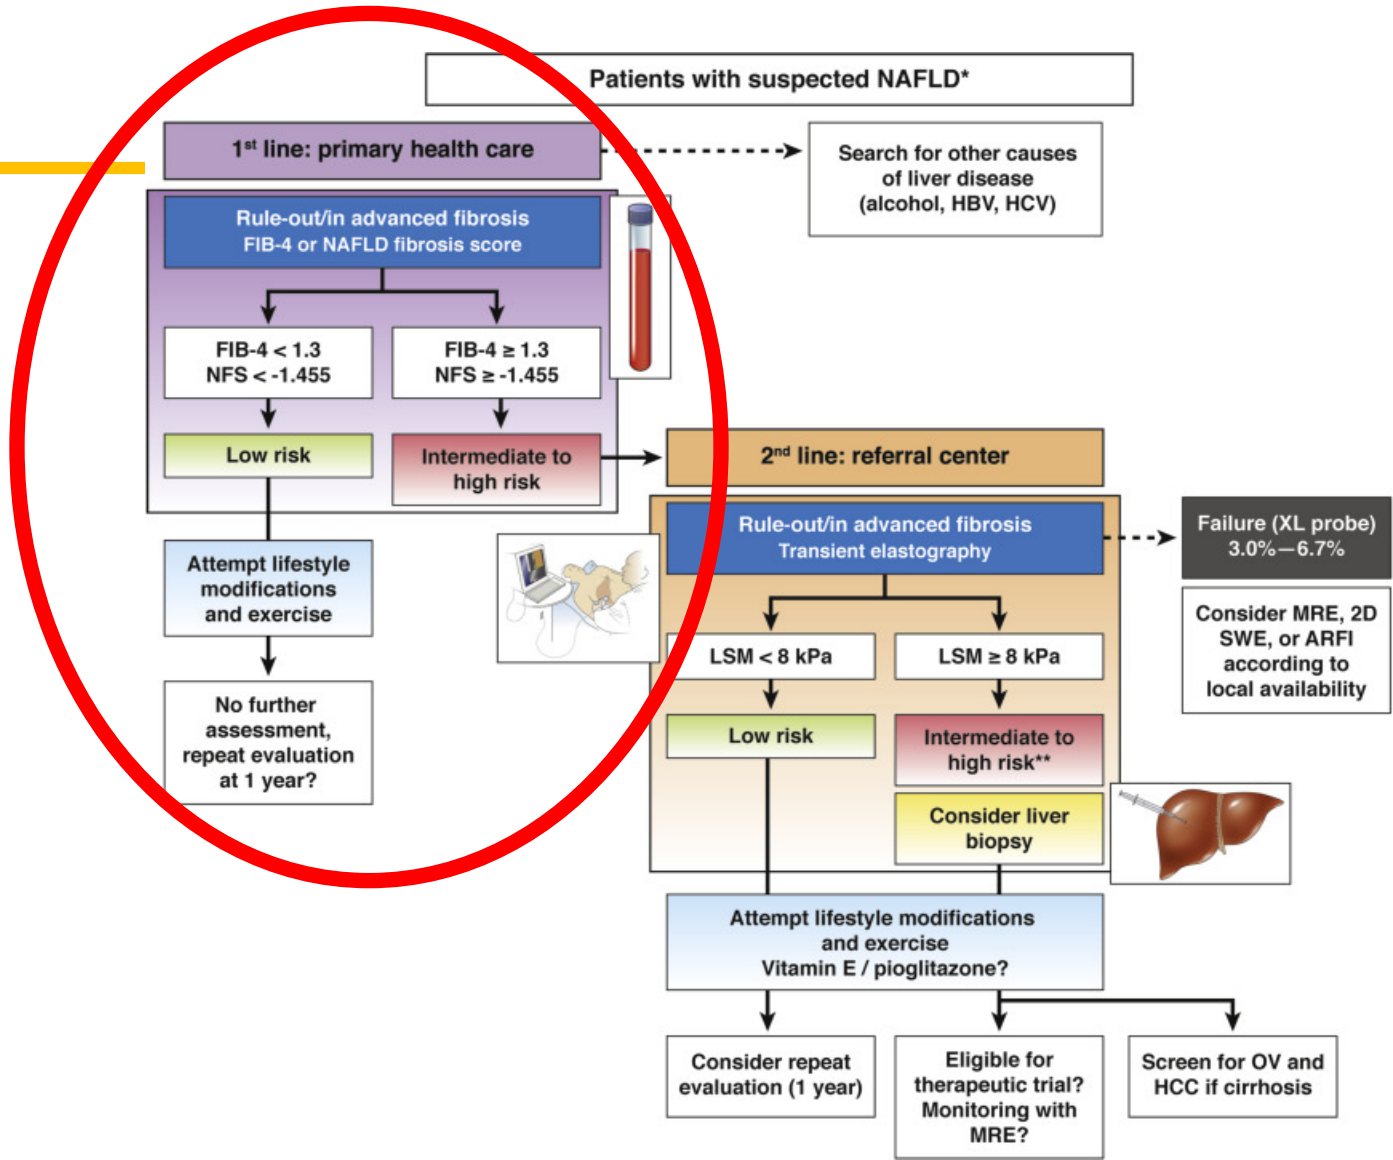 Patients with suspected NAFLD*
1st line: primary health care
Search for other causes
of liver disease
(alcohol, HBV, HCV)
Rule-out/in advanced fibrosis
FIB-4 or NAFLD fibrosis score
FIB-4 < 1.3
NFS < -1.455
FIB-4 ≥ 1.3
NFS ≥ -1.455
Low risk
Intermediate to
high risk
Attempt lifestyle
modifications
and exercise
No further
assessment,
repeat evaluation
at 1 year?
2nd line: referral center
Rule-out/in advanced fibrosis
Transient elastography
Failure (XL probe)
3.0%—6.7%
Consider MRE, 2D
SWE, or ARFI
according to
local availability
LSM < 8 kPa
LSM ≥ 8 kPa
Low risk
Intermediate to
high risk**
Consider liver
biopsy
Attempt lifestyle modifications
and exercise
Vitamin E / pioglitazone?
Consider repeat
evaluation (1 year)
Eligible for
therapeutic trial?
Monitoring with
MRE?
Screen for OV and
HCC if cirrhosis